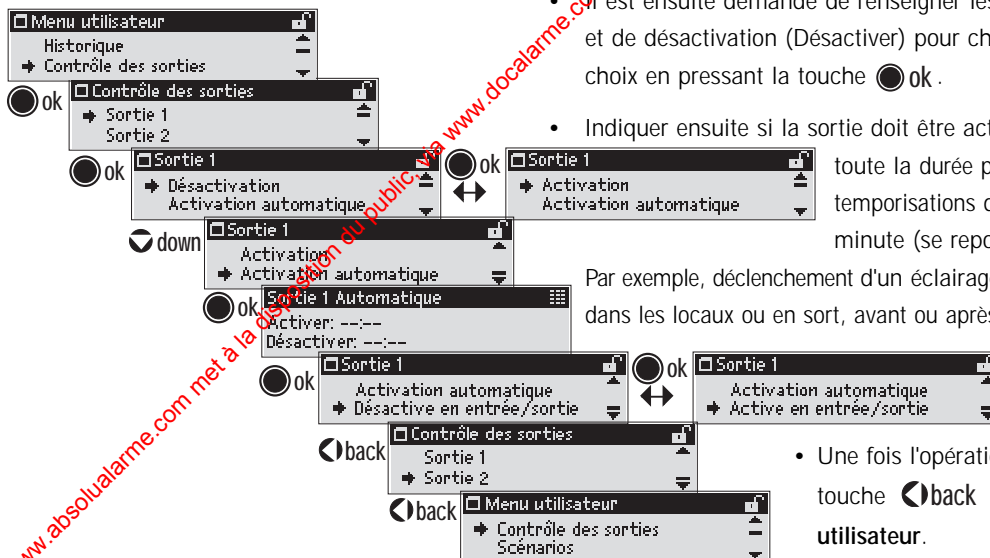 Menu utilisateur
Historique
Contrôle des sorties
ok
Contrôle des sorties
Sortie 1
Sortie 2
ok
Sortie 1
Désactivation
Activation automatique
ok
Sortie 1
Activation
Activation automatique
down
Sortie 1
Activation
Activation automatique
ok
Sortie 1 Automatique
Activer: --:--
Désactiver: --:--
ok
Sortie 1
Activation automatique
Désactive en entrée/sortie
ok
Sortie 1
Activation automatique
Active en entrée/sortie
back
Contrôle des sorties
Sortie 1
Sortie 2
back
Menu utilisateur
Contrôle des sorties
Scénarios
• Il est ensuite demandé de renseigner les
et de désactivation (Désactiver) pour ch
choix en pressant la touche ok .
• Indiquer ensuite si la sortie doit être act
toute la durée p
temporisations d
minute (se repo
Par exemple, déclenchement d'un éclairage
dans les locaux ou en sort, avant ou après
• Une fois l'opératio
touche back
utilisateur.
www.absolualarme.com met à la disposition du public, via www.docalarme.co